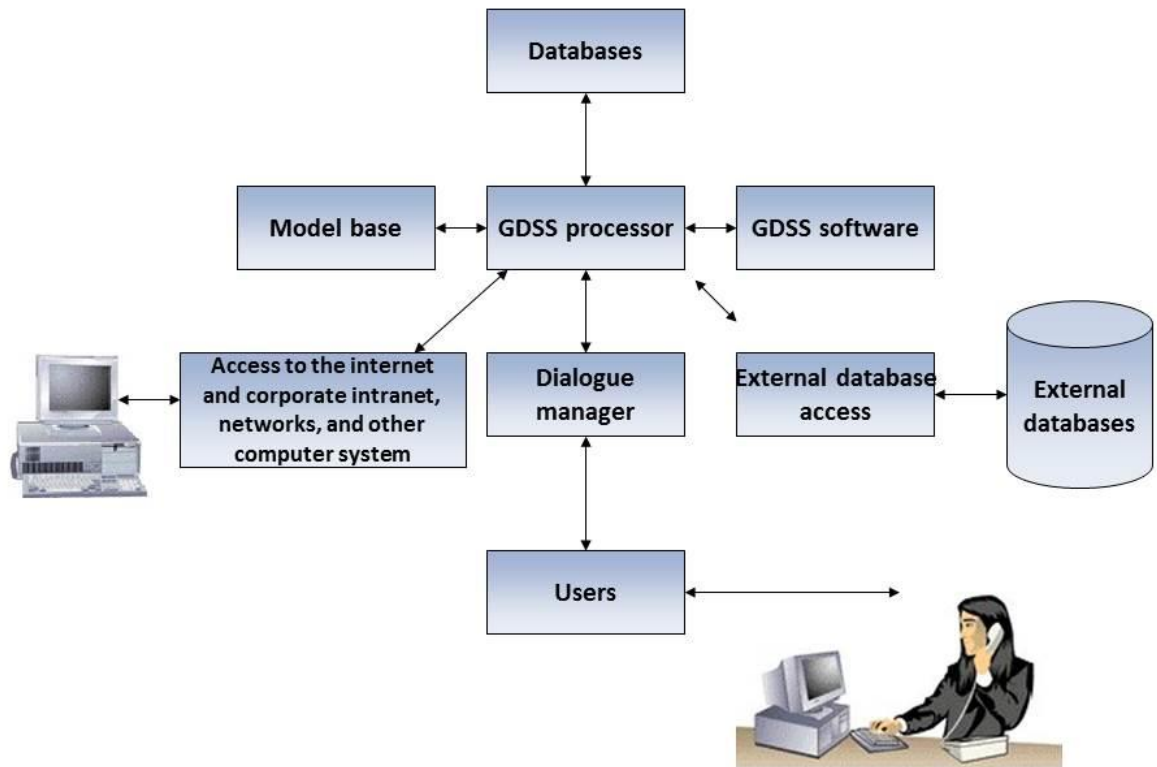 Databases
Model base
GDSS processor
GDSS software
Access to the internet
and corporate intranet,
networks, and other
computer system
Dialogue
manager
External database
access
External
databases
Users